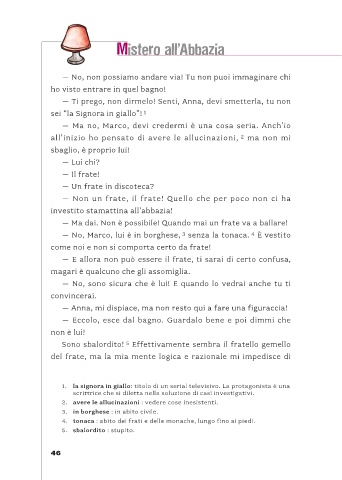 Mistero all'Abbazia
— No, non possiamo andare via! Tu non puoi immaginare chi
ho visto entrare in quel bagno!
— Ti prego, non dirmelo! Senti, Anna, devi smetterla, tu non
sei "la Signora in giallo"! 1
— Ma no, Marco, devi credermi è una cosa seria. Anch'io
all'inizio ho pensato di avere le allucinazioni, 2 ma non mi
sbaglio, è proprio lui!
— Lui chi?
— Il frate!
— Un frate in discoteca?
— Non un frate, il frate! Quello che per poco non ci ha
investito stamattina all'abbazia!
— Ma dai. Non è possibile! Quando mai un frate va a ballare!
— No, Marco, lui è in borghese, 3 senza la tonaca. 4 È vestito
come noi e non si comporta certo da frate!
— E allora non può essere il frate, ti sarai di certo confusa,
magari è qualcuno che gli assomiglia.
— No, sono sicura che è lui! E quando lo vedrai anche tu ti
convincerai.
— Anna, mi dispiace, ma non resto qui a fare una figuraccia!
— Eccolo, esce dal bagno. Guardalo bene e poi dimmi che
non è lui!
Sono sbalordito! 5 Effettivamente sembra il fratello gemello
del frate, ma la mia mente logica e razionale mi impedisce di
1. la signora in giallo: titolo di un serial televisivo. La protagonista è una
scrittrice che si diletta nella soluzione di casi investigativi.
2. avere le allucinazioni : vedere cose inesistenti.
3. in borghese : in abito civile.
4. tonaca : abito dei frati e delle monache, lungo fino ai piedi.
5. sbalordito : stupito.
46